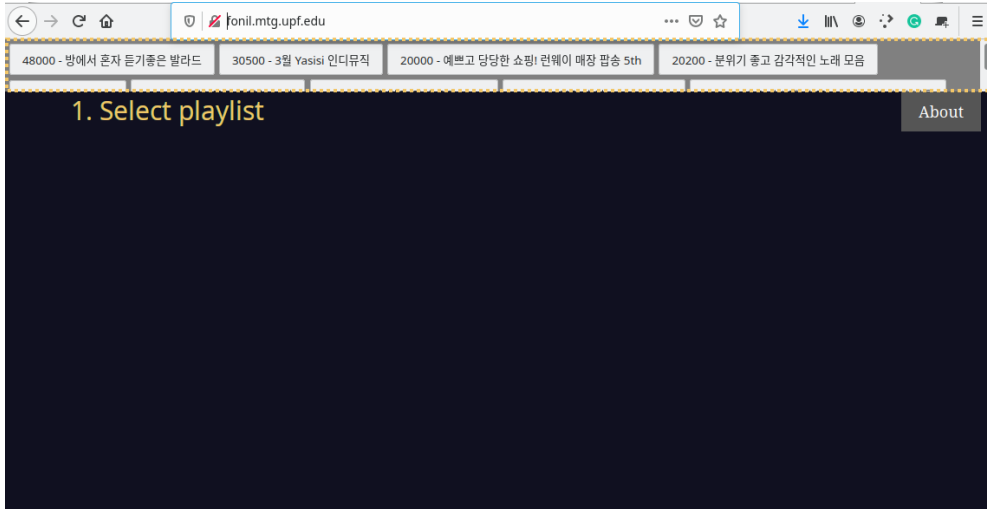 fonil.mtg.upf.edu
48000 - 방에서 혼자 듣기좋은 발라드
30500 - 3월 Yasisi 인디뮤직
20000 - 예쁘고 당당한 쇼핑! 런웨이 매장 팝송 5th
20200 - 분위기 좋고 감각적인 노래 모음
1. Select playlist
About